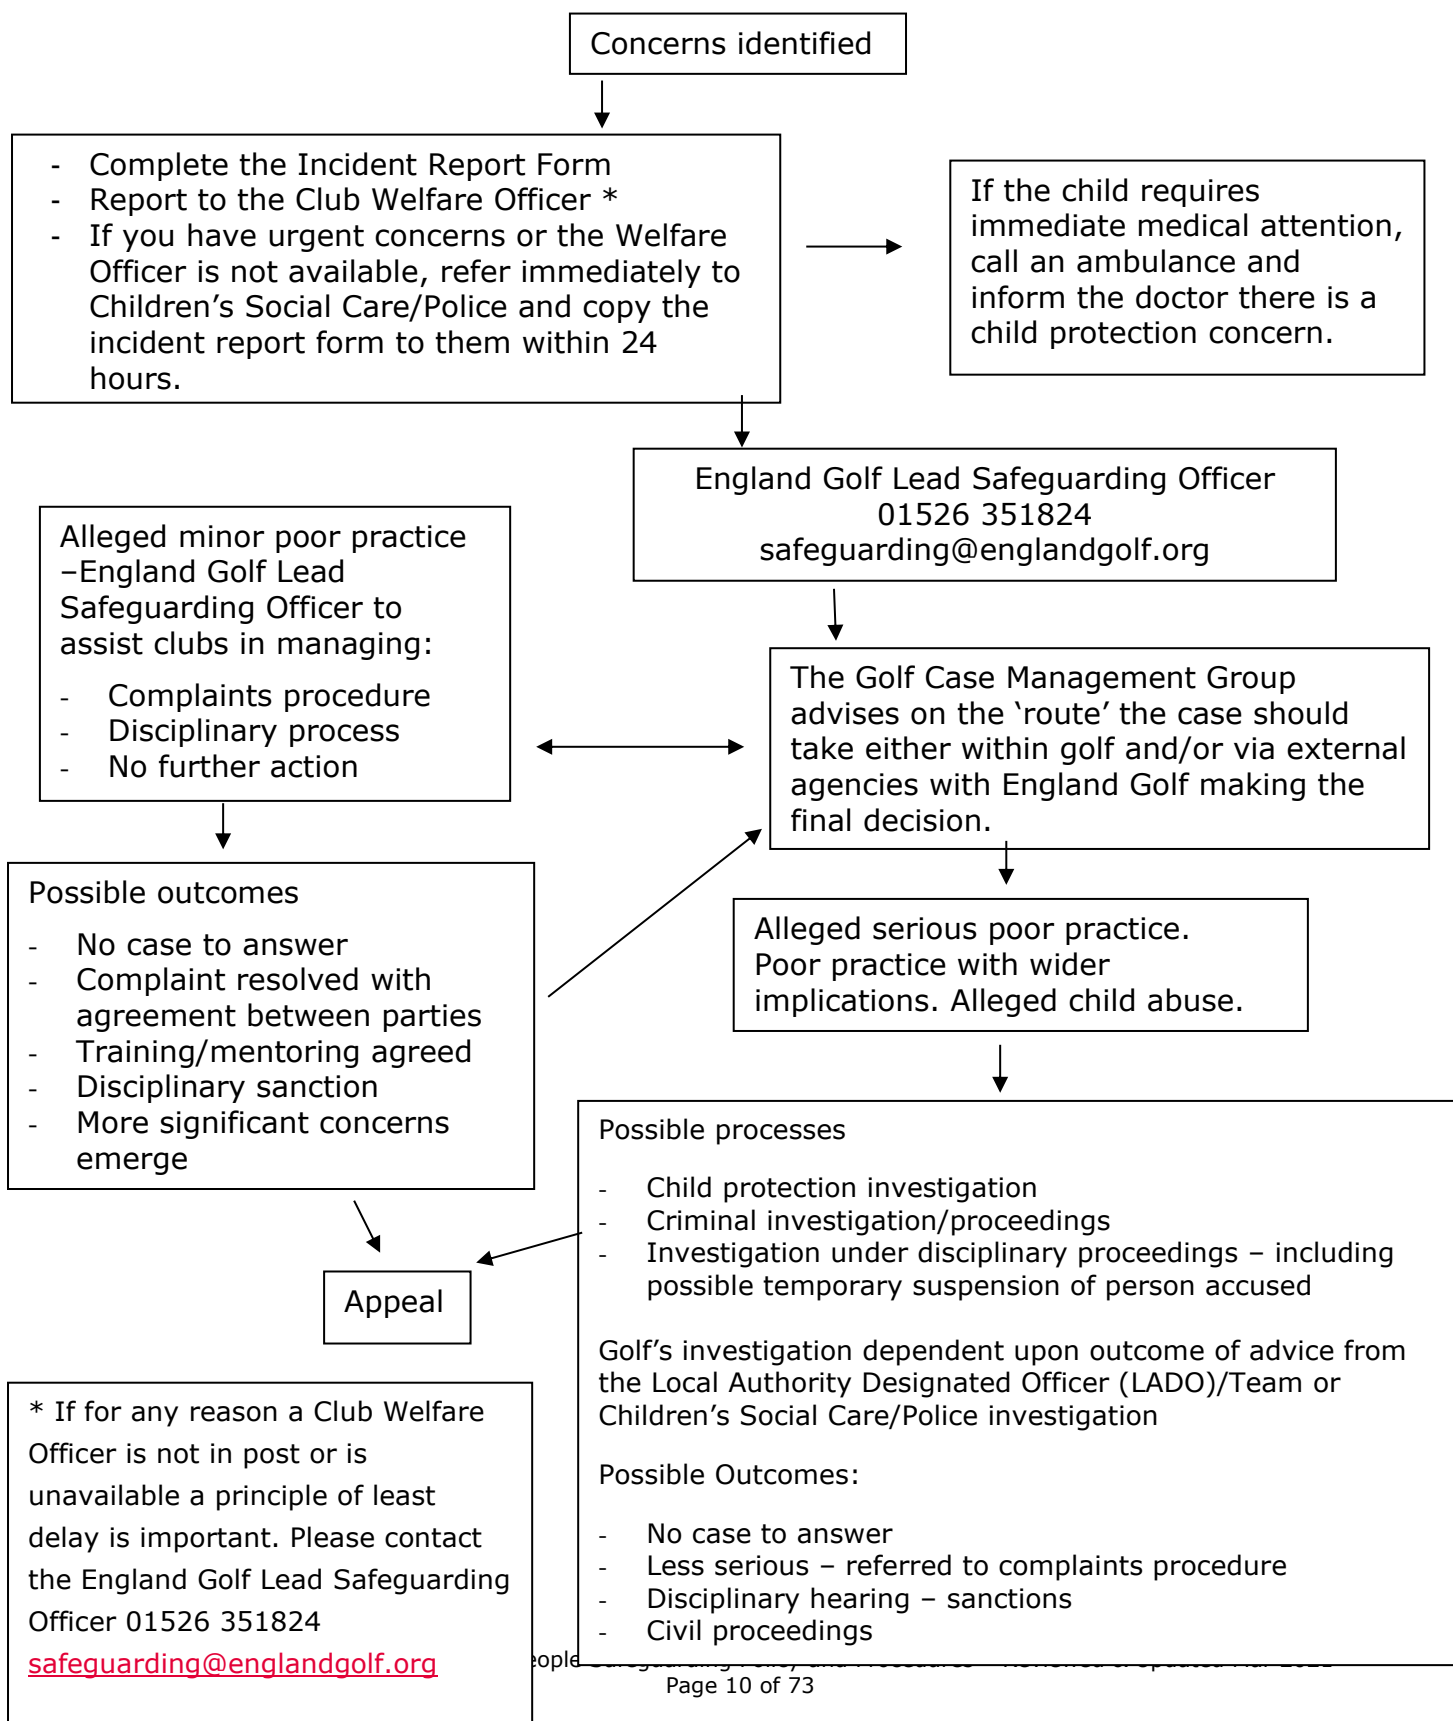 Concerns identified
- Complete the Incident Report Form
- Report to the Club Welfare Officer *
- If you have urgent concerns or the Welfare
Officer is not available, refer immediately to
Children’s Social Care/Police and copy the
incident report form to them within 24
hours.
If the child requires
immediate medical attention,
call an ambulance and
inform the doctor there is a
child protection concern.
England Golf Lead Safeguarding Officer
01526 351824
safeguarding@englandgolf.org
Alleged minor poor practice
–England Golf Lead
Safeguarding Officer to
assist clubs in managing:
- Complaints procedure
- Disciplinary process
- No further action
The Golf Case Management Group
advises on the ‘route’ the case should
take either within golf and/or via external
agencies with England Golf making the
final decision.
Possible outcomes
- No case to answer
- Complaint resolved with
agreement between parties
- Training/mentoring agreed
- Disciplinary sanction
- More significant concerns
emerge
Alleged serious poor practice.
Poor practice with wider
implications. Alleged child abuse.
Possible processes
- Child protection investigation
- Criminal investigation/proceedings
- Investigation under disciplinary proceedings – including
possible temporary suspension of person accused
Golf’s investigation dependent upon outcome of advice from
the Local Authority Designated Officer (LADO)/Team or
Children’s Social Care/Police investigation
Possible Outcomes:
- No case to answer
- Less serious – referred to complaints procedure
- Disciplinary hearing – sanctions
- Civil proceedings
Appeal
* If for any reason a Club Welfare
Officer is not in post or is
unavailable a principle of least
delay is important. Please contact
the England Golf Lead Safeguarding
Officer 01526 351824
safeguarding@englandgolf.org
Page 10 of 73